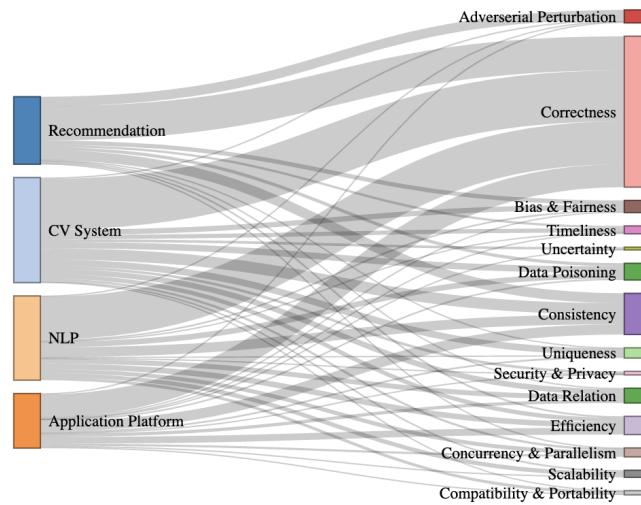 Adverserial Perturbation
Correctness
Recommendattion
Bias & Fairness
CV System
Timeliness
Uncertainty
Data Poisoning
Consistency
NLP
Uniqueness
Security & Privacy
Data Relation
Application Platform
Efficiency
Concurrency & Parallelism
Scalability
Compatibility & Portability